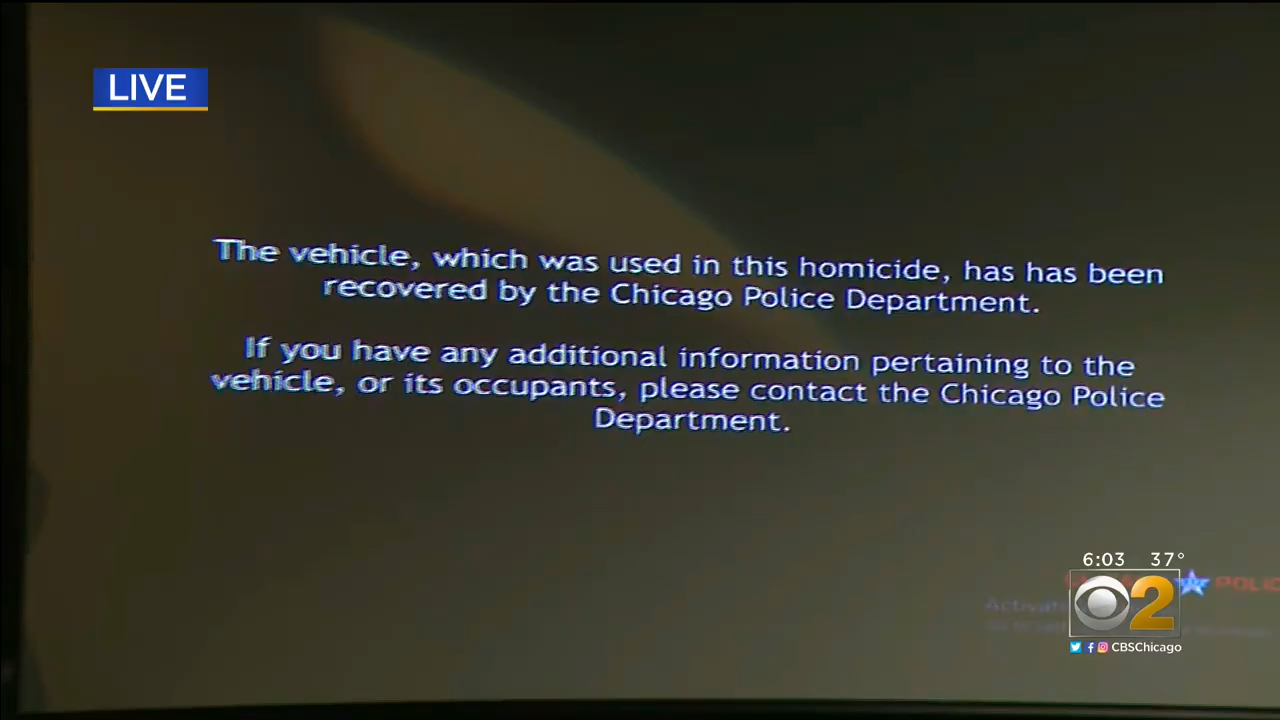 LIVE
The vehicle, which was used in this homicide, has has been
recovered by the Chicago Police Department.
If you have any additional information pertaining to the
vehicle, or its occupants, please contact the Chicago Police
Department.
6:03 37°
POLIC
2
Activat
CBSChicago